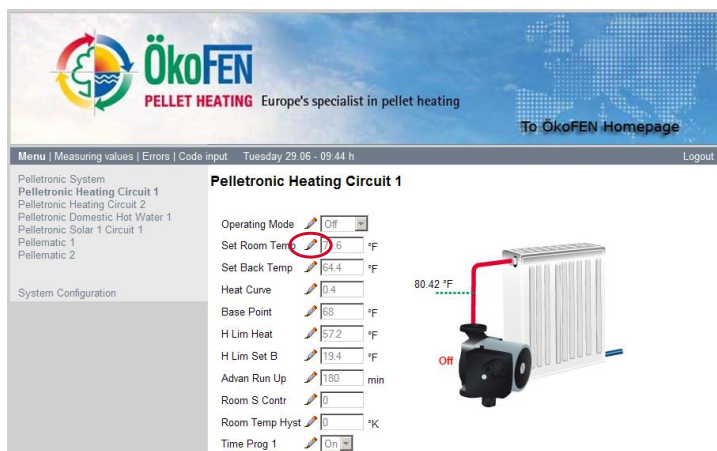 ÖkoFEN
PELLET HEATING Europe's specialist in pellet heating
To ÖkoFEN Homepage
Menu | Measuring values | Errors | Code input Tuesday 29.06 - 09:44 h Logout
Pelletronic System
Pelletronic Heating Circuit 1
Pelletronic Heating Circuit 2
Pelletronic Domestic Hot Water 1
Pelletronic Solar 1 Circuit 1
Pellematic 1
Pellematic 2
System Configuration
Pelletronic Heating Circuit 1
Operating Mode Off
Set Room Temp °F
Set Back Temp 64.4 °F
Heat Curve 0.4
Base Point 68 °F
H Lim Heat 57.2 °F
H Lim Set B 19.4 °F
Advan Run Up 180 min
Room S Contr 0
Room Temp Hyst 0 °K
Time Prog 1 On
80.42 °F
Off